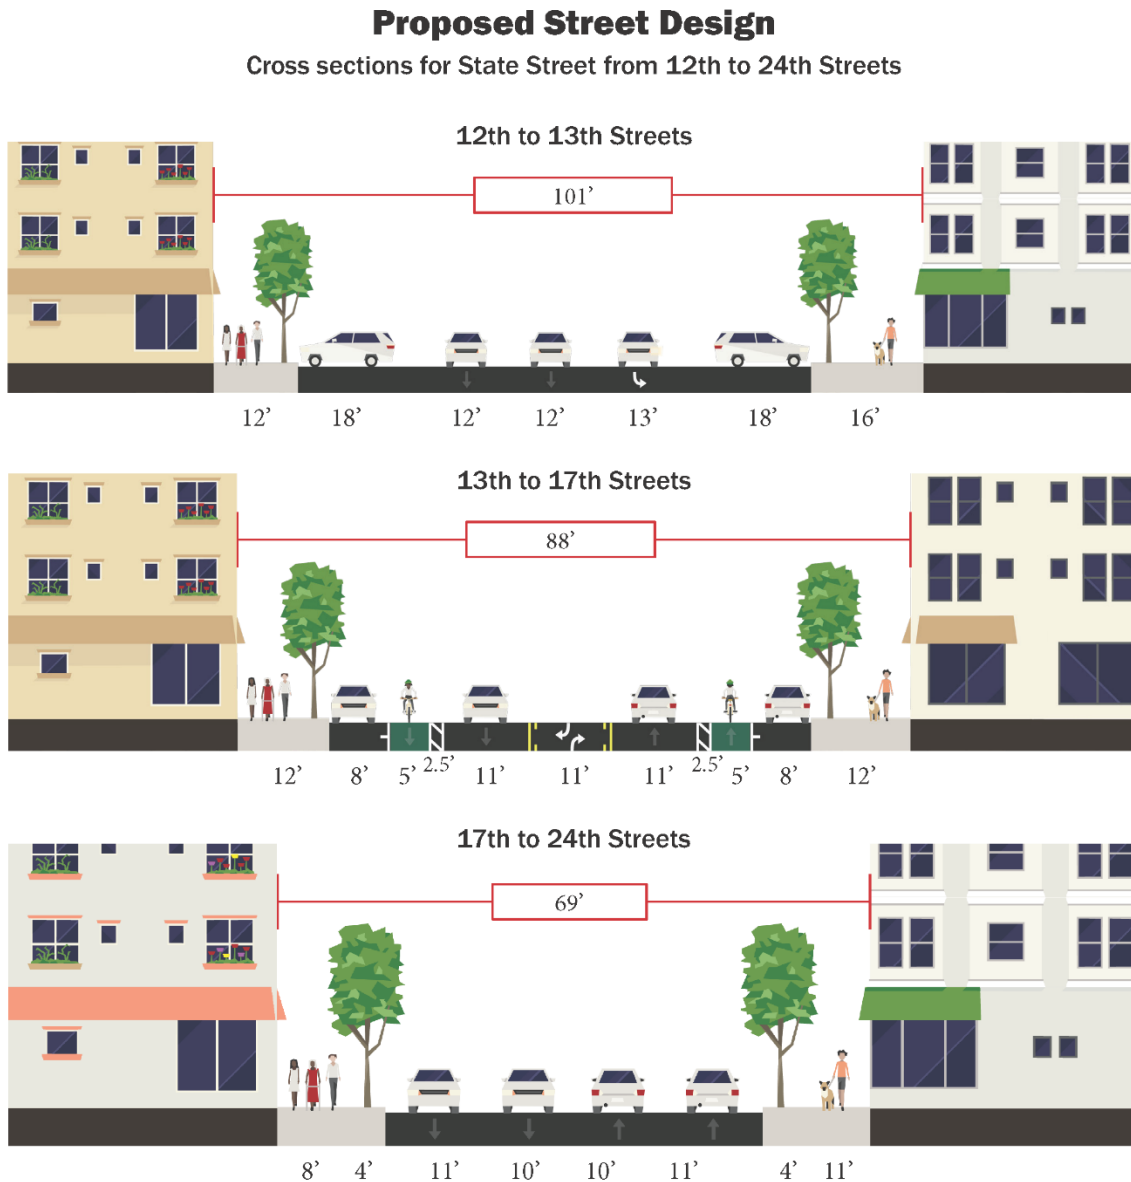 Proposed Street Design
Cross sections for State Street from 12th to 24th Streets
12th to 13th Streets
101’
12’ 18’ 12’ 12’ 13’ 18’ 16’
13th to 17th Streets
88’
12’ 8’ 5’ 2.5’ 11’ 11’ 11’ 2.5’ 5’ 8’ 12’
17th to 24th Streets
69’
8’ 4’ 11’ 10’ 10’ 11’ 4’ 11’